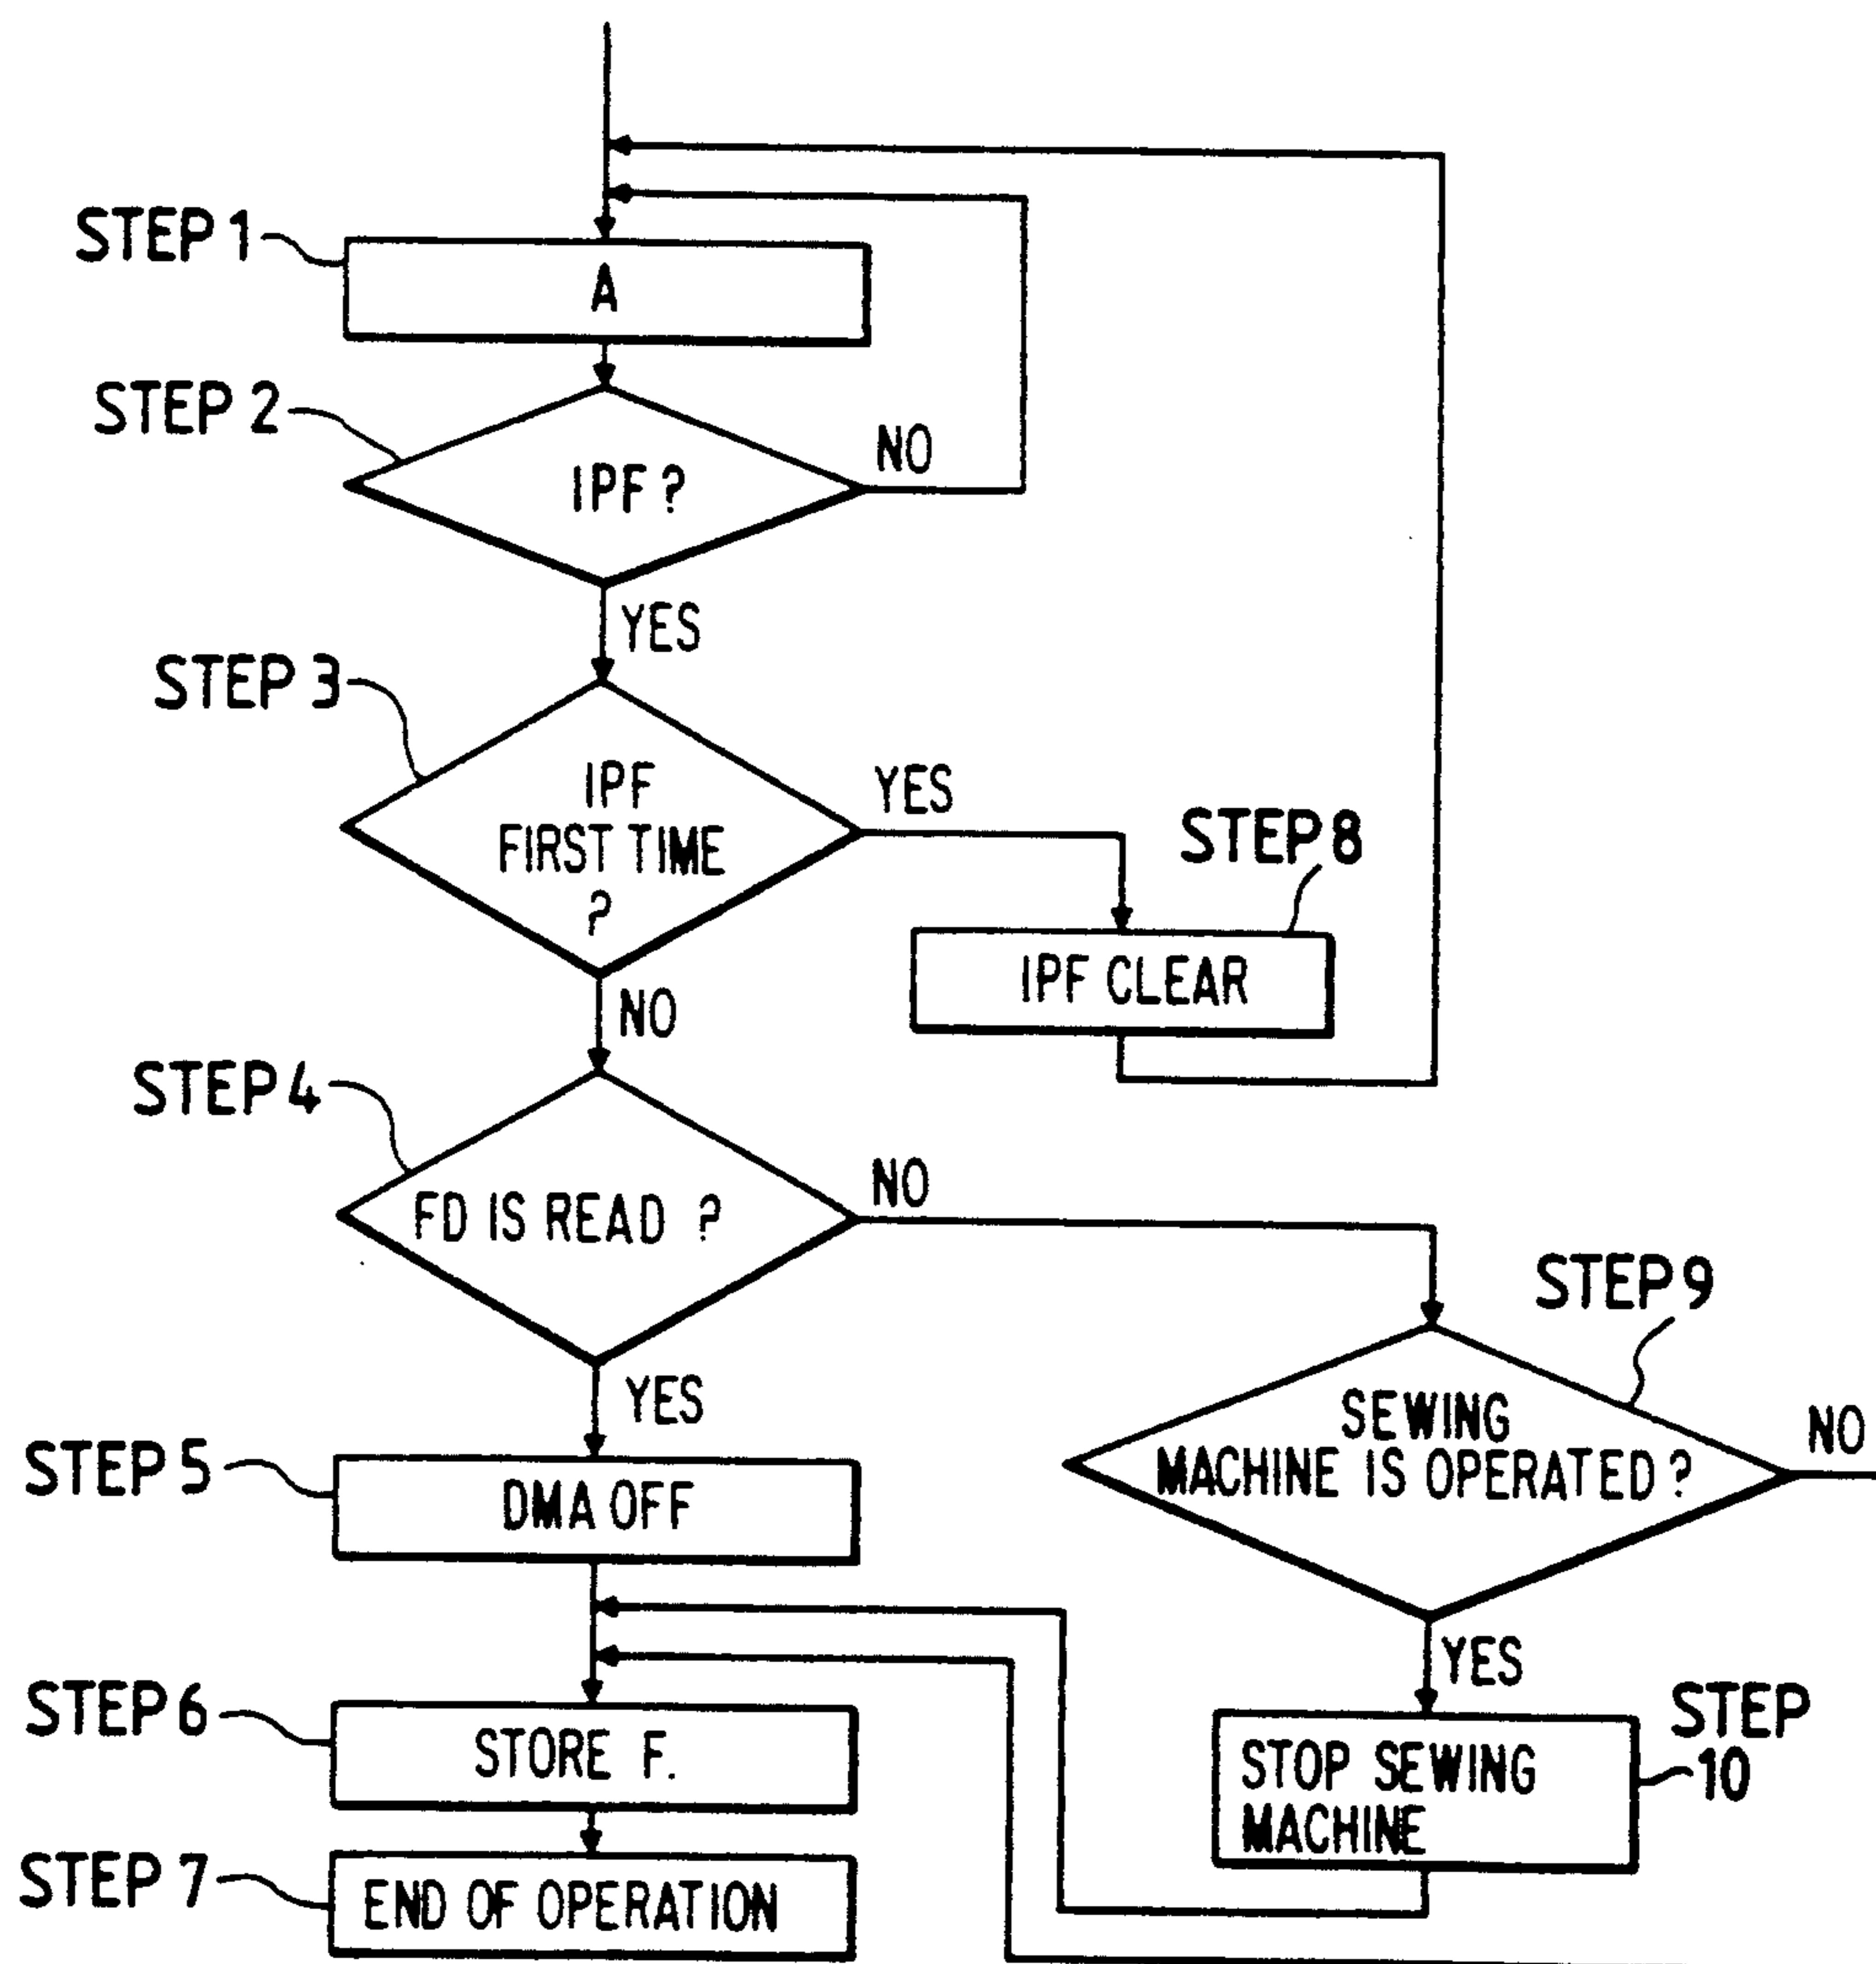 STEP 1
A
STEP 2
IPF ?
NO
YES
STEP 3
IPF
FIRST TIME
?
YES
STEP 8
IPF CLEAR
NO
STEP 4
FD IS READ ?
NO
STEP 9
SEWING
MACHINE IS OPERATED ?
NO
YES
STEP 5
DMA OFF
YES
STEP 6
STORE F.
STEP
10
STOP SEWING
MACHINE
STEP 7
END OF OPERATION